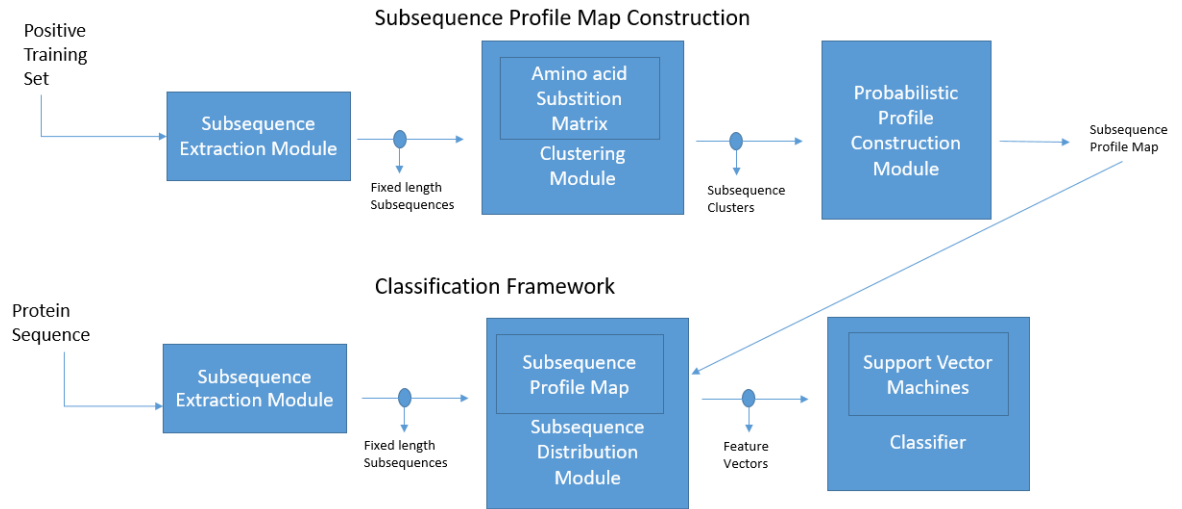 Subsequence Profile Map Construction
Positive
Training
Set
Subsequence
Extraction Module
Fixed length
Subsequences
Amino acid
Substition
Matrix
Clustering
Module
Subsequence
Clusters
Probabilistic
Profile
Construction
Module
Subsequence
Profile Map
Classification Framework
Protein
Sequence
Subsequence
Extraction Module
Fixed length
Subsequences
Subsequence
Profile Map
Subsequence
Distribution
Module
Feature
Vectors
Support Vector
Machines
Classifier